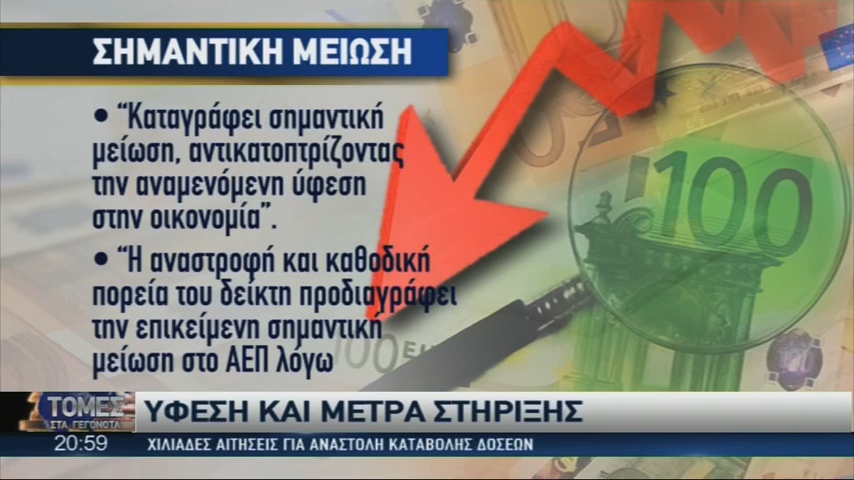 ΣΗΜΑΝΤΙΚΗ ΜΕΙΩΣΗ
• “Καταγράφει σημαντική
μείωση, αντικατοπτρίζοντας
την αναμενόμενη ύφεση
στην οικονομία”.
• “Η αναστροφή και καθοδική
πορεία του δείκτη προδιαγράφει
την επικείμενη σημαντική
μείωση στο ΑΕΠ λόγω
100
100 EU
ΤΟΜΕΣ
ΣΤΑ ΓΕΓΟΝΟΤΑ
ΥΦΕΣΗ ΚΑΙ ΜΕΤΡΑ ΣΤΗΡΙΞΗΣ
20:59
ΧΙΛΙΑΔΕΣ ΑΙΤΗΣΕΙΣ ΓΙΑ ΑΝΑΣΤΟΛΗ ΚΑΤΑΒΟΛΗΣ ΔΟΣΕΩΝ